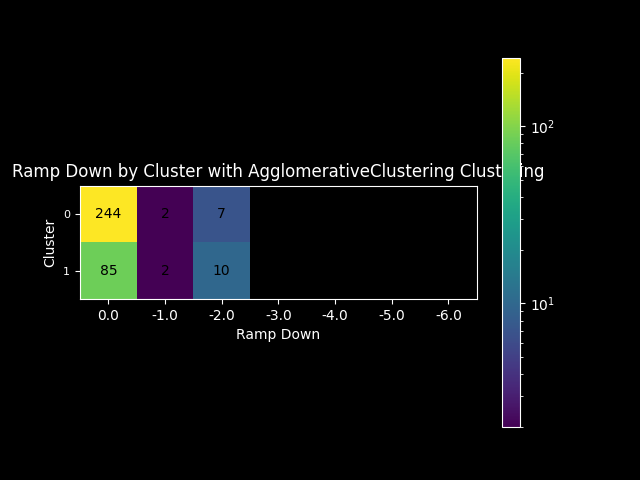 Ramp Down by Cluster with AgglomerativeClustering Clustering
Cluster
0 244 2 7
1 85 2 10
0.0 -1.0 -2.0 -3.0 -4.0 -5.0 -6.0
Ramp Down
10²
10¹